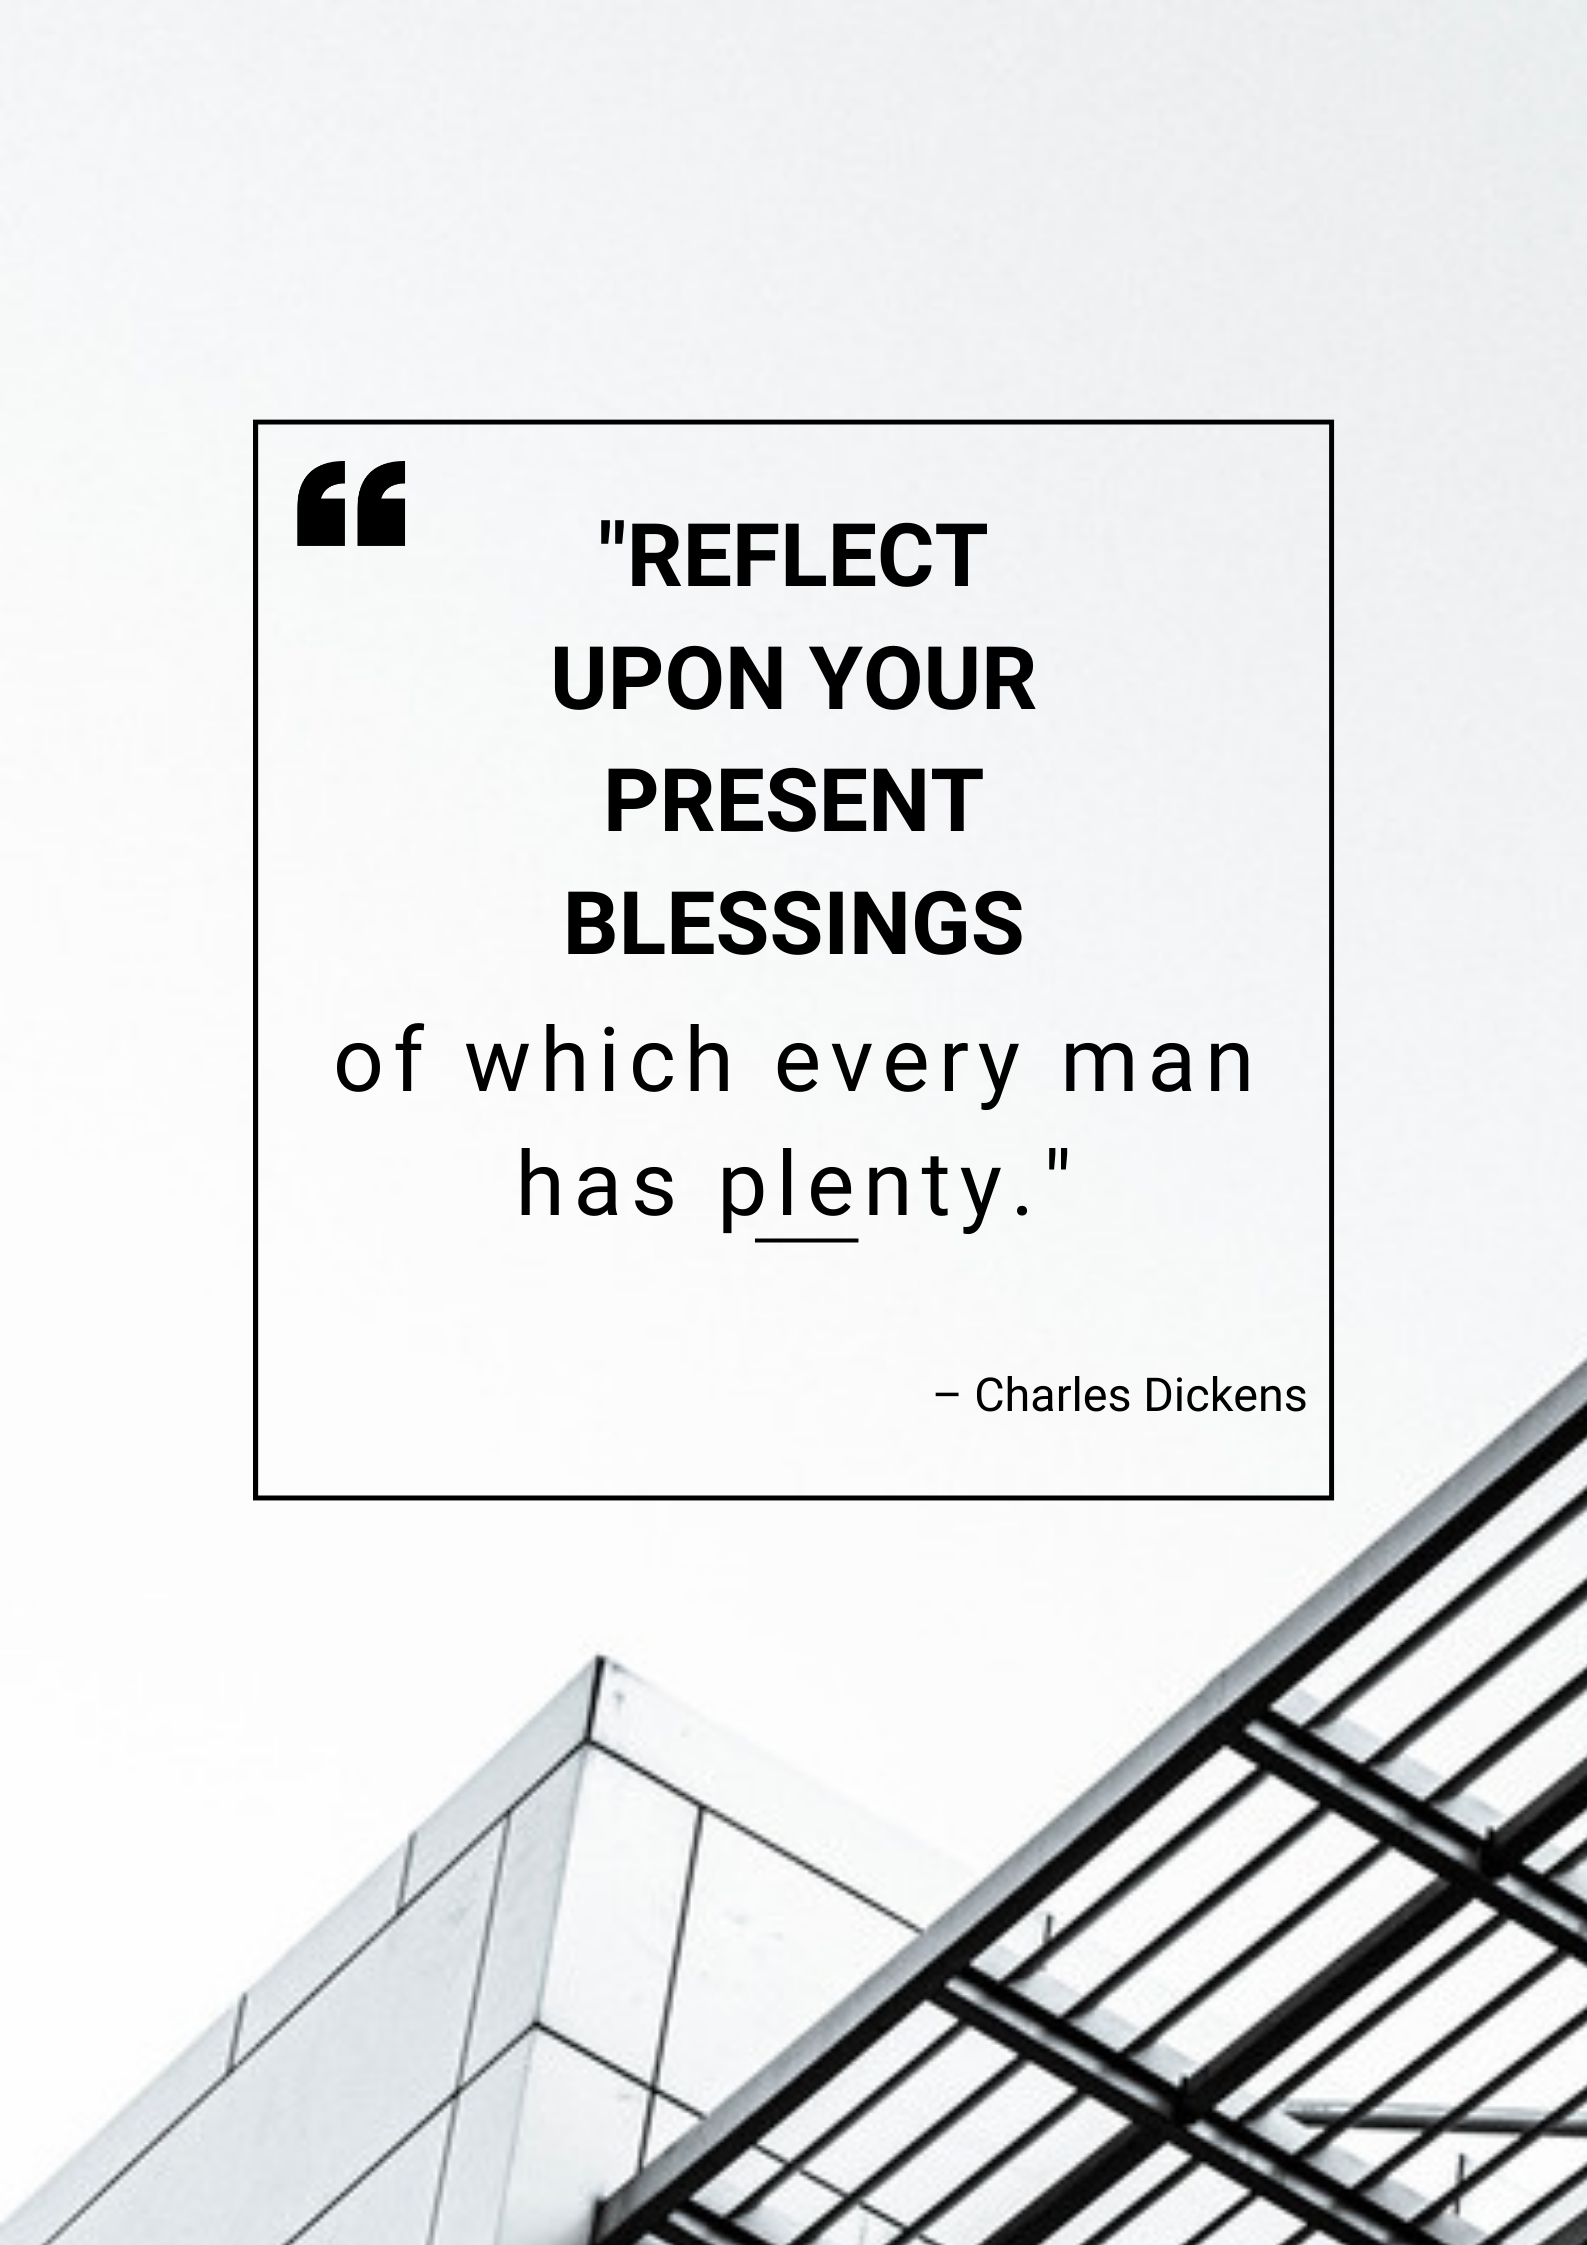 "REFLECT
UPON YOUR
PRESENT
BLESSINGS
of which every man
has plenty."
– Charles Dickens